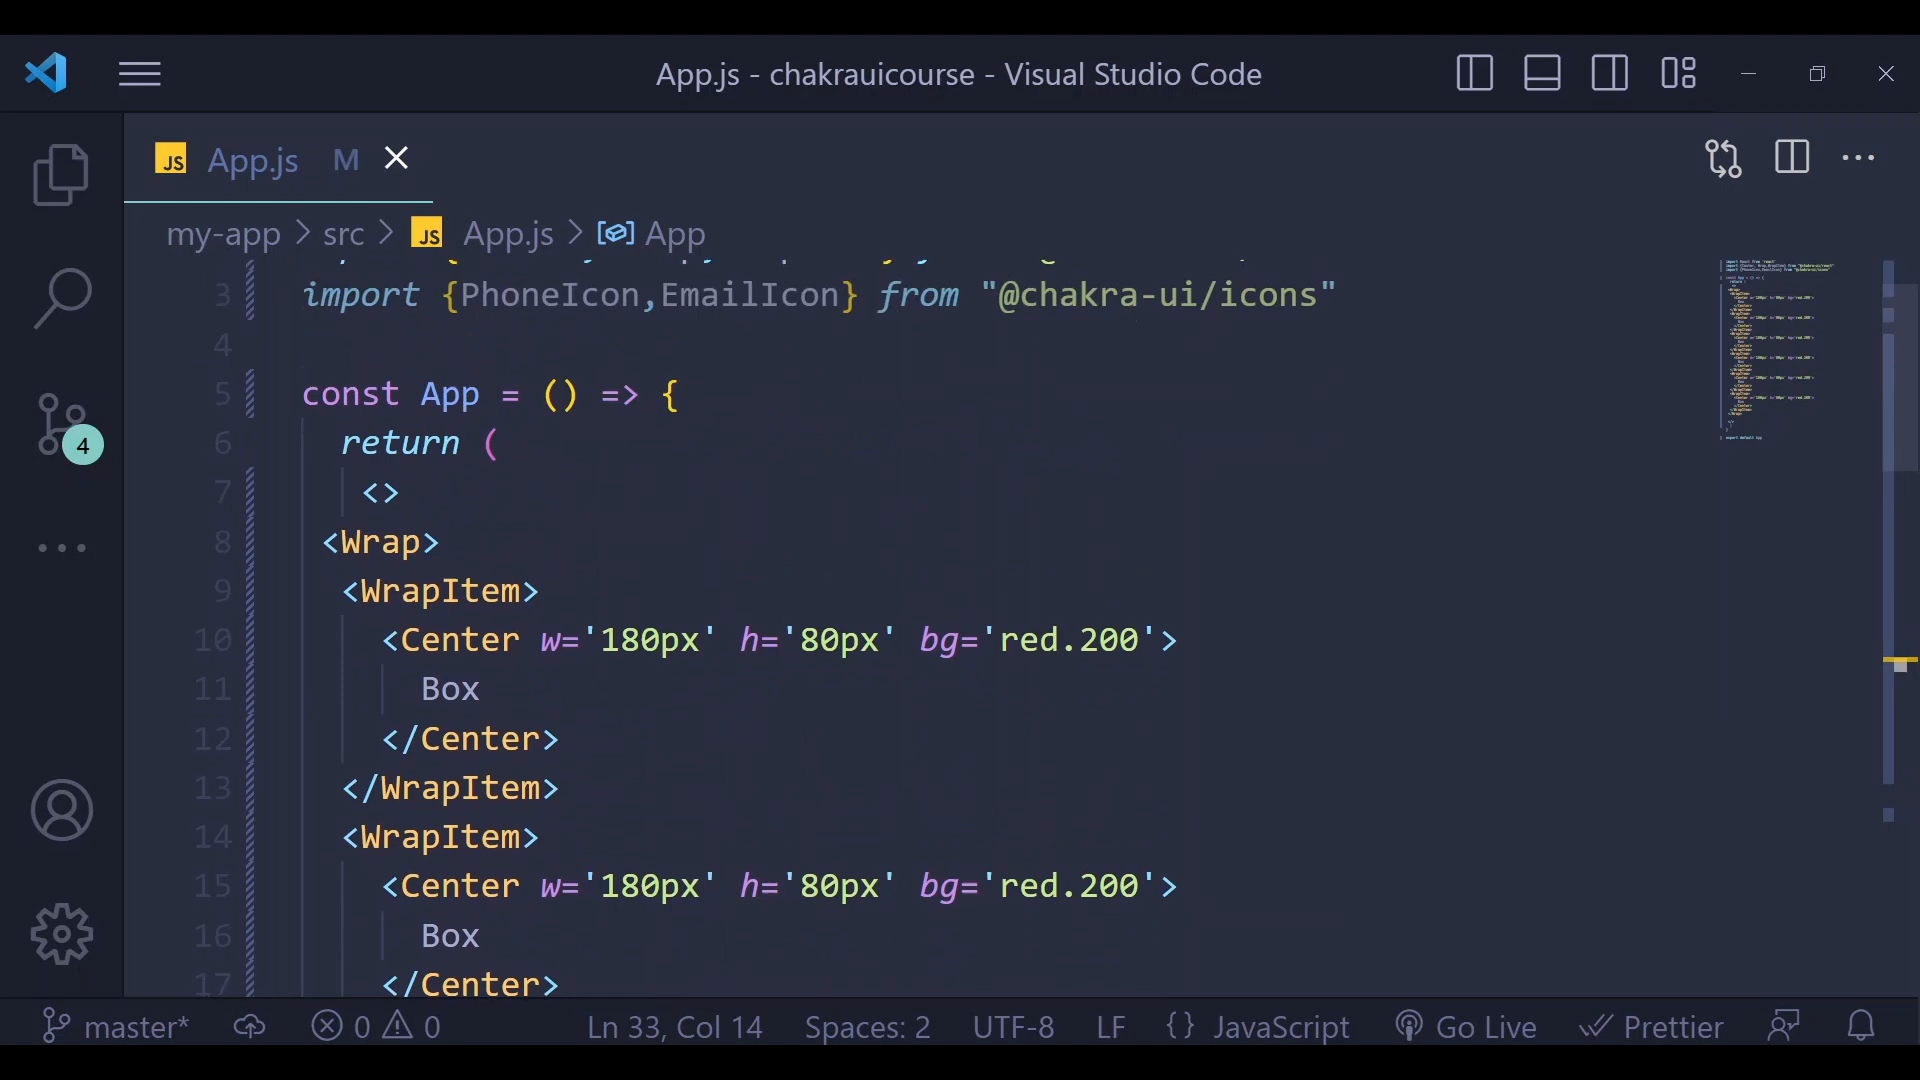 App.js - chakrauicourse - Visual Studio Code
JS App.js M
my-app > src > JS App.js > App
3 import {PhoneIcon,EmailIcon} from "@chakra-ui/icons"
4
5 const App = () => {
6 return (
7 <>
8 <Wrap>
9 <WrapItem>
10 <Center w='180px' h='80px' bg='red.200'>
11 Box
12 </Center>
13 </WrapItem>
14 <WrapItem>
15 <Center w='180px' h='80px' bg='red.200'>
16 Box
17 </Center>
4
master* 0 0 Ln 33, Col 14 Spaces: 2 UTF-8 LF {} JavaScript Go Live Prettier